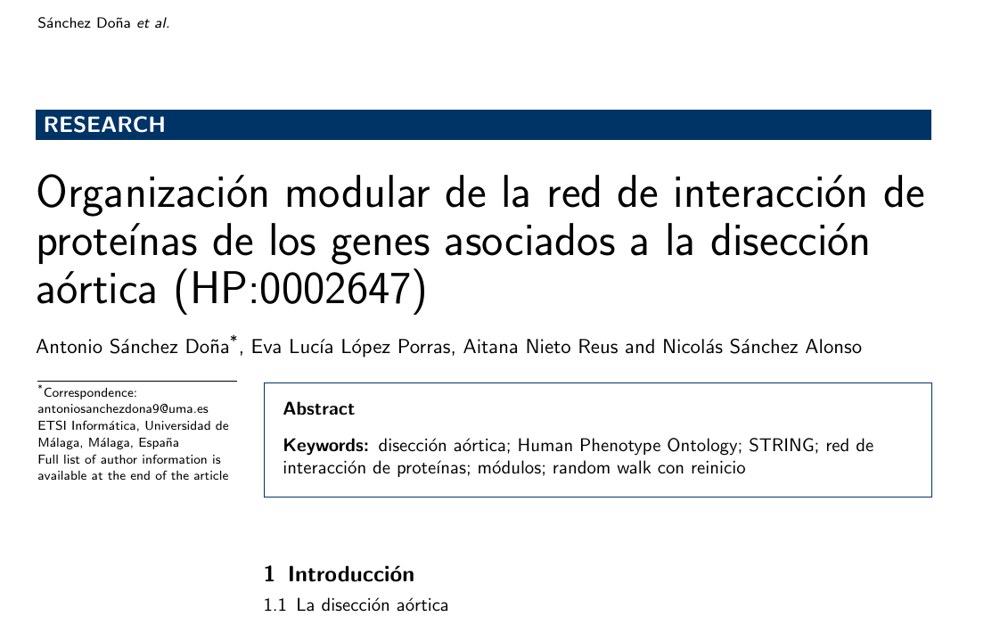 Sánchez Doña et al.
RESEARCH
Organización modular de la red de interacción de
proteínas de los genes asociados a la disección
aórtica (HP:0002647)
Antonio Sánchez Doña*, Eva Lucía López Porras, Aitana Nieto Reus and Nicolás Sánchez Alonso
*Correspondence:
antoniosanchezdona9@uma.es
ETSI Informática, Universidad de
Málaga, Málaga, España
Full list of author information is
available at the end of the article
Abstract
Keywords: disección aórtica; Human Phenotype Ontology; STRING; red de
interacción de proteínas; módulos; random walk con reinicio
1 Introducción
1.1 La disección aórtica